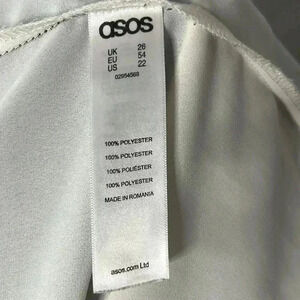 asos
UK 26
EU 54
US 22
02954568
100% POLYESTER
100% POLYESTER
100% POLIÉSTER
100% POLYESTER
MADE IN ROMANIA
asos.com Ltd